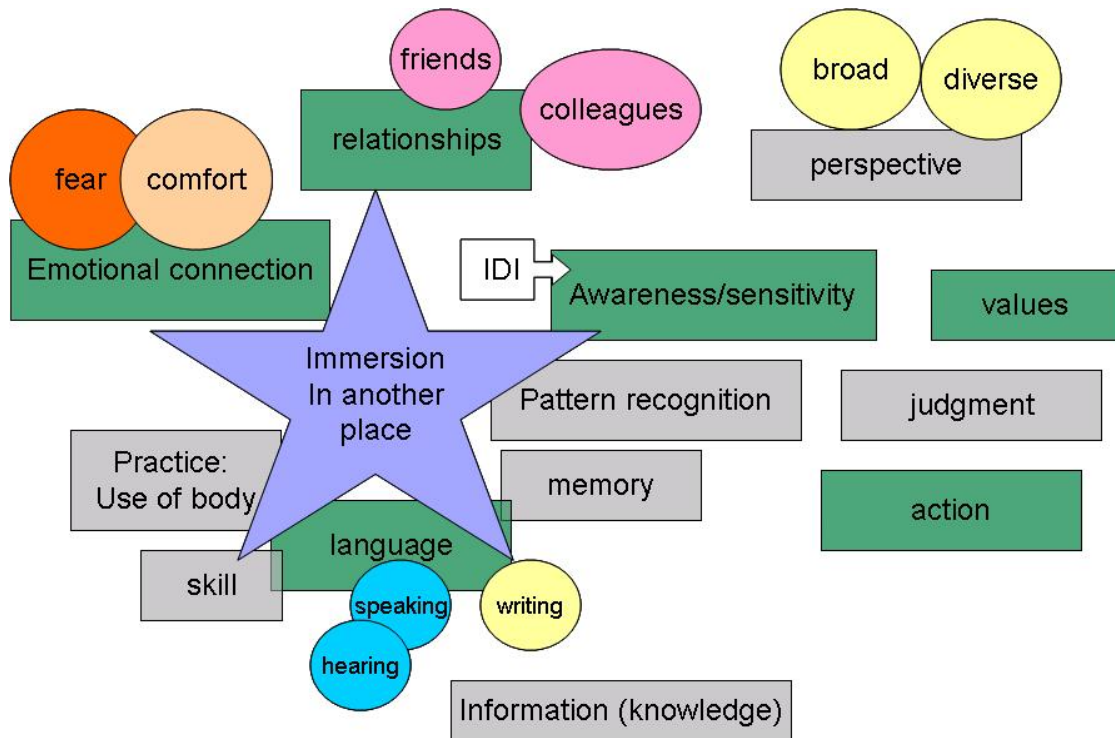 friends
broad
diverse
colleagues
relationships
perspective
fear
comfort
Emotional connection
IDI
Awareness/sensitivity
values
Immersion
In another
place
Pattern recognition
judgment
Practice:
Use of body
memory
action
language
skill
speaking
writing
hearing
Information (knowledge)